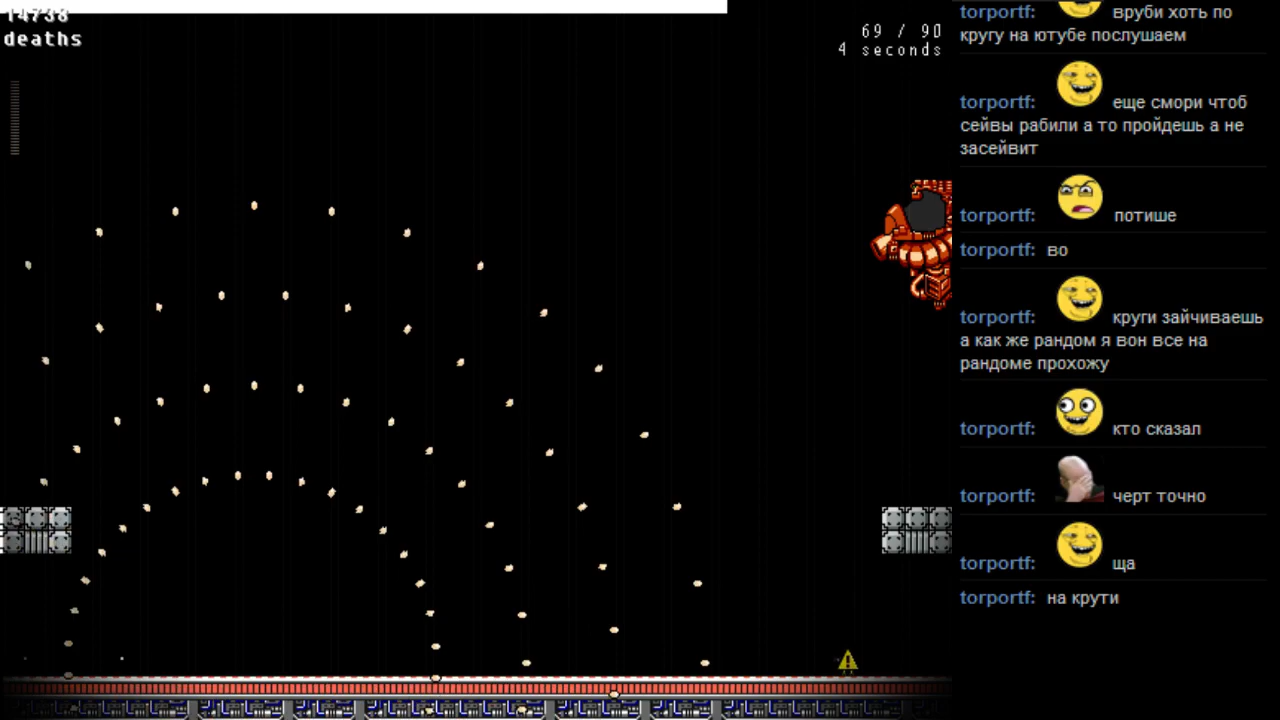 14738
deaths
69 / 90
4 seconds
torportf: вруби хоть по
кругу на ютубе послушаем
torportf: еще смори чтоб
сейвы рабили а то пройдешь а не
засейвит
torportf: потише
torportf: во
torportf: круги зайчиваешь
а как же рандом я вон все на
рандоме прохожу
torportf: кто сказал
torportf: черт точно
torportf: ща
torportf: на крути